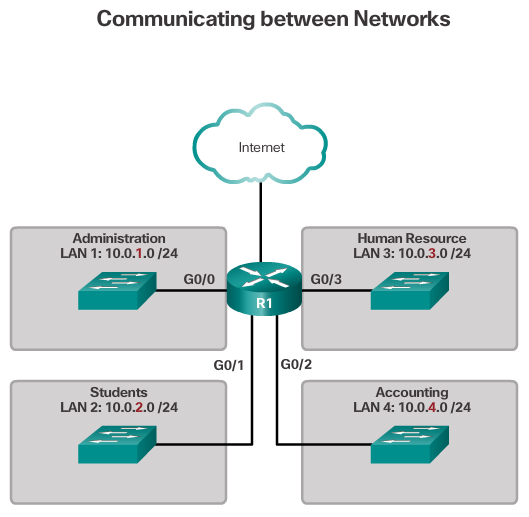 Communicating between Networks
Internet
Administration
LAN 1: 10.0.1.0 /24
G0/0
Human Resource
LAN 3: 10.0.3.0 /24
G0/3
R1
G0/1
G0/2
Students
LAN 2: 10.0.2.0 /24
Accounting
LAN 4: 10.0.4.0 /24